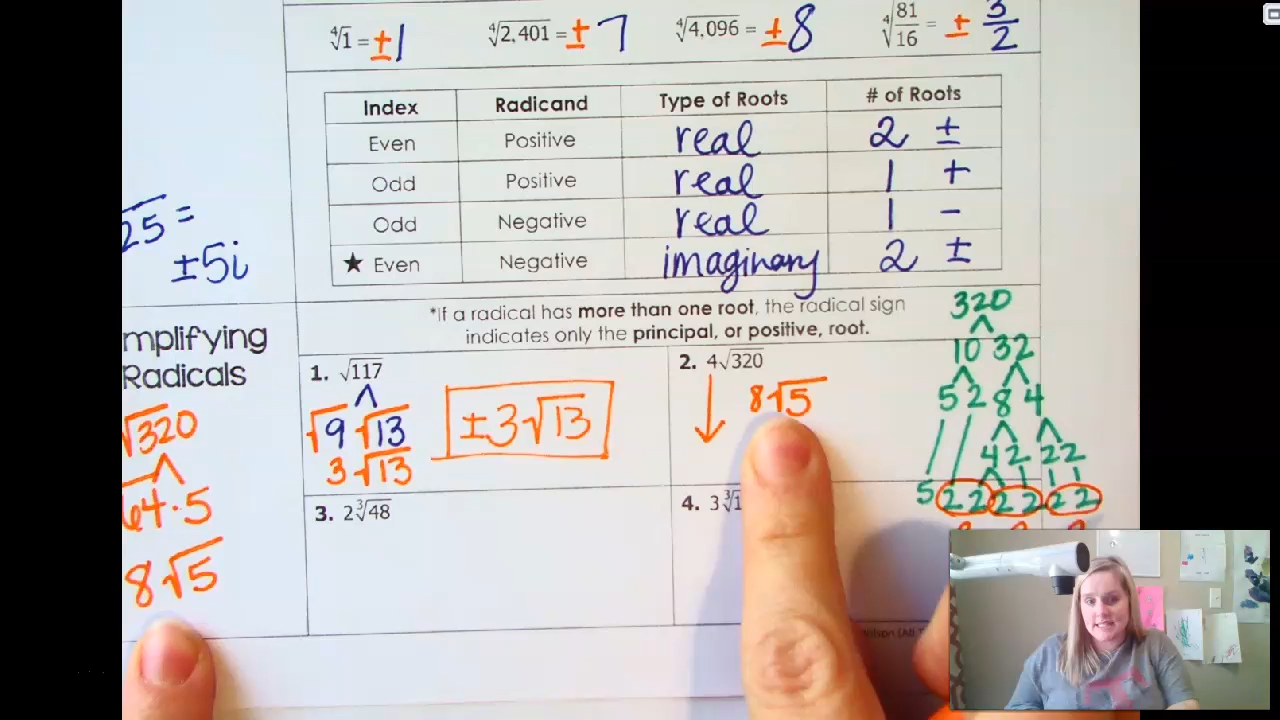 ⁴√1 = ±1 ⁴√2,401 = ± 7 ⁴√4,096 = ±8 ⁴√81/16 = ± 3/2
Index Radicand Type of Roots # of Roots
Even Positive real 2 ±
Odd Positive real 1 +
Odd Negative real 1 −
★ Even Negative imaginary 2 ±
25 =
±5i
*If a radical has more than one root, the radical sign
indicates only the principal, or positive, root.
mplifying
Radicals
√320
64·5
8√5
1. √117
√9 √13
3 √13
±3√13
2. 4√320
8√5
320
10 32
5 2 8 4
4 2 2 2
5 2 2 2 2 2 2
3. 2∛48
4. 3∛1